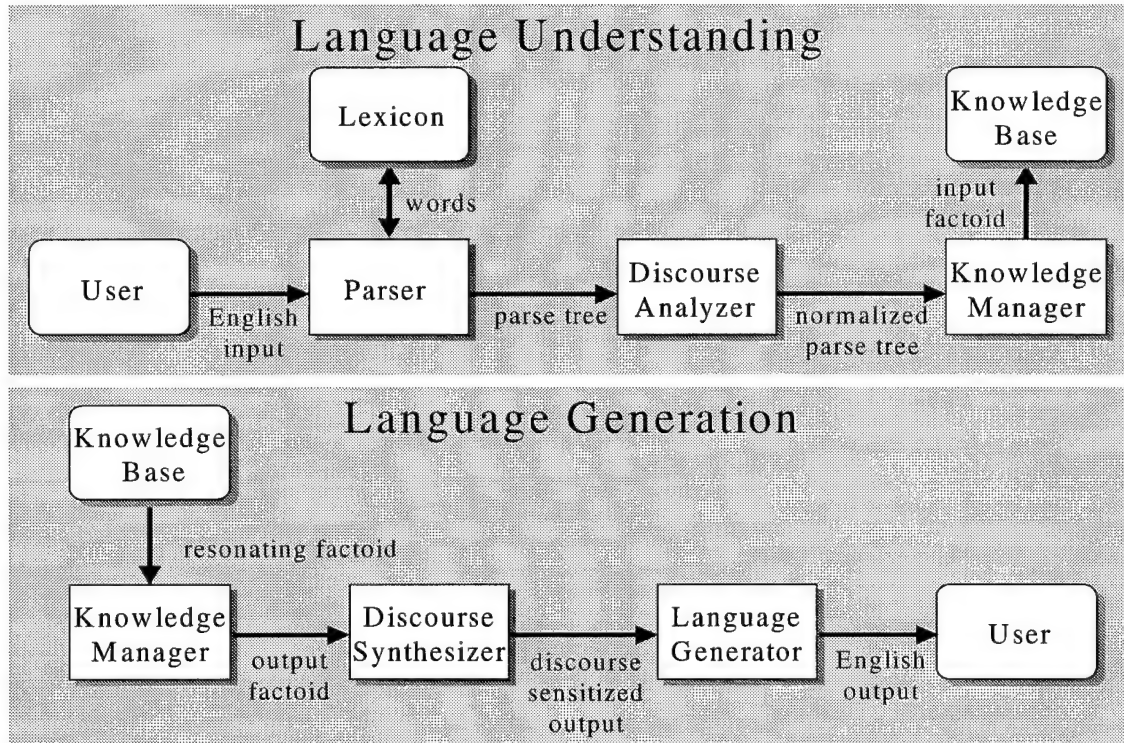 Language Understanding
Lexicon
Knowledge
Base
words
input
factoid
User
English
input
Parser
parse tree
Discourse
Analyzer
normalized
parse tree
Knowledge
Manager
Language Generation
Knowledge
Base
resonating factoid
Knowledge
Manager
output
factoid
Discourse
Synthesizer
discourse
sensitized
output
Language
Generator
English
output
User